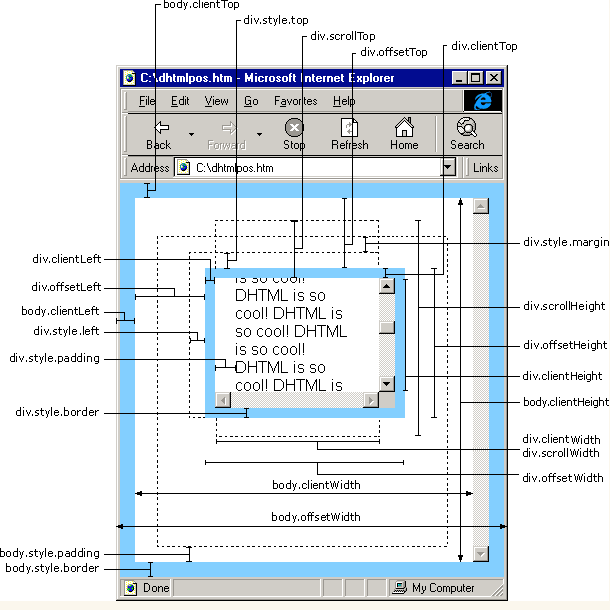 body.clientTop
div.style.top
div.scrollTop
div.offsetTop
div.clientTop
C:\dhtmlpos.htm - Microsoft Internet Explorer
File Edit View Go Favorites Help
Back Forward Stop Refresh Home Search
Address C:\dhtmlpos.htm Links
div.style.margin
div.clientLeft
div.offsetLeft
body.clientLeft
div.style.left
div.style.padding
div.style.border
is so cool!
DHTML is so
cool! DHTML is
so cool! DHTML
is so cool!
DHTML is so
cool! DHTML is
div.scrollHeight
div.offsetHeight
div.clientHeight
body.clientHeight
div.clientWidth
div.scrollWidth
div.offsetWidth
body.clientWidth
body.offsetWidth
body.style.padding
body.style.border
Done My Computer